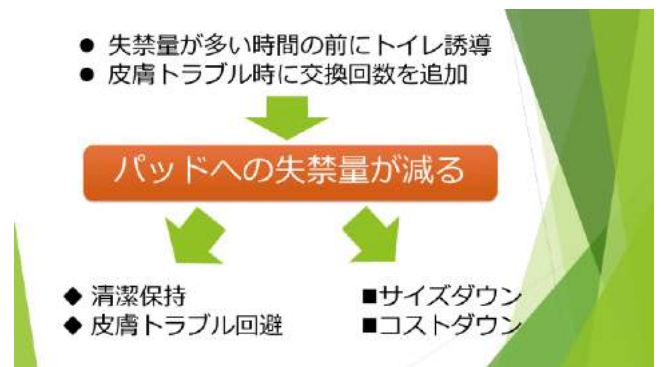 ● 失禁量が多い時間の前にトイレ誘導
● 皮膚トラブル時に交換回数を追加
パッドへの失禁量が減る
◆ 清潔保持
◆ 皮膚トラブル回避
■サイズダウン
■コストダウン